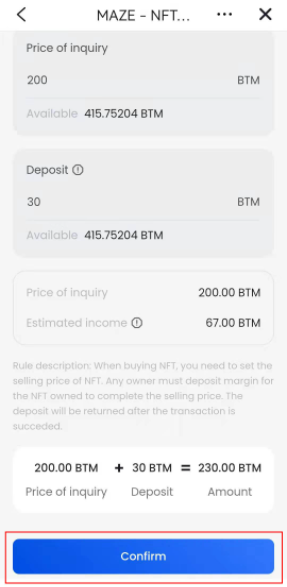 MAZE - NFT...
Price of inquiry
200 BTM
Available 415.75204 BTM
Deposit
30 BTM
Available 415.75204 BTM
Price of inquiry 200.00 BTM
Estimated income 67.00 BTM
Rule description: When buying NFT, you need to set the
selling price of NFT. Any owner must deposit margin for
the NFT owned to complete the selling price. The
deposit will be returned after the transaction is
succeded.
200.00 BTM + 30 BTM = 230.00 BTM
Price of inquiry Deposit Amount
Confirm